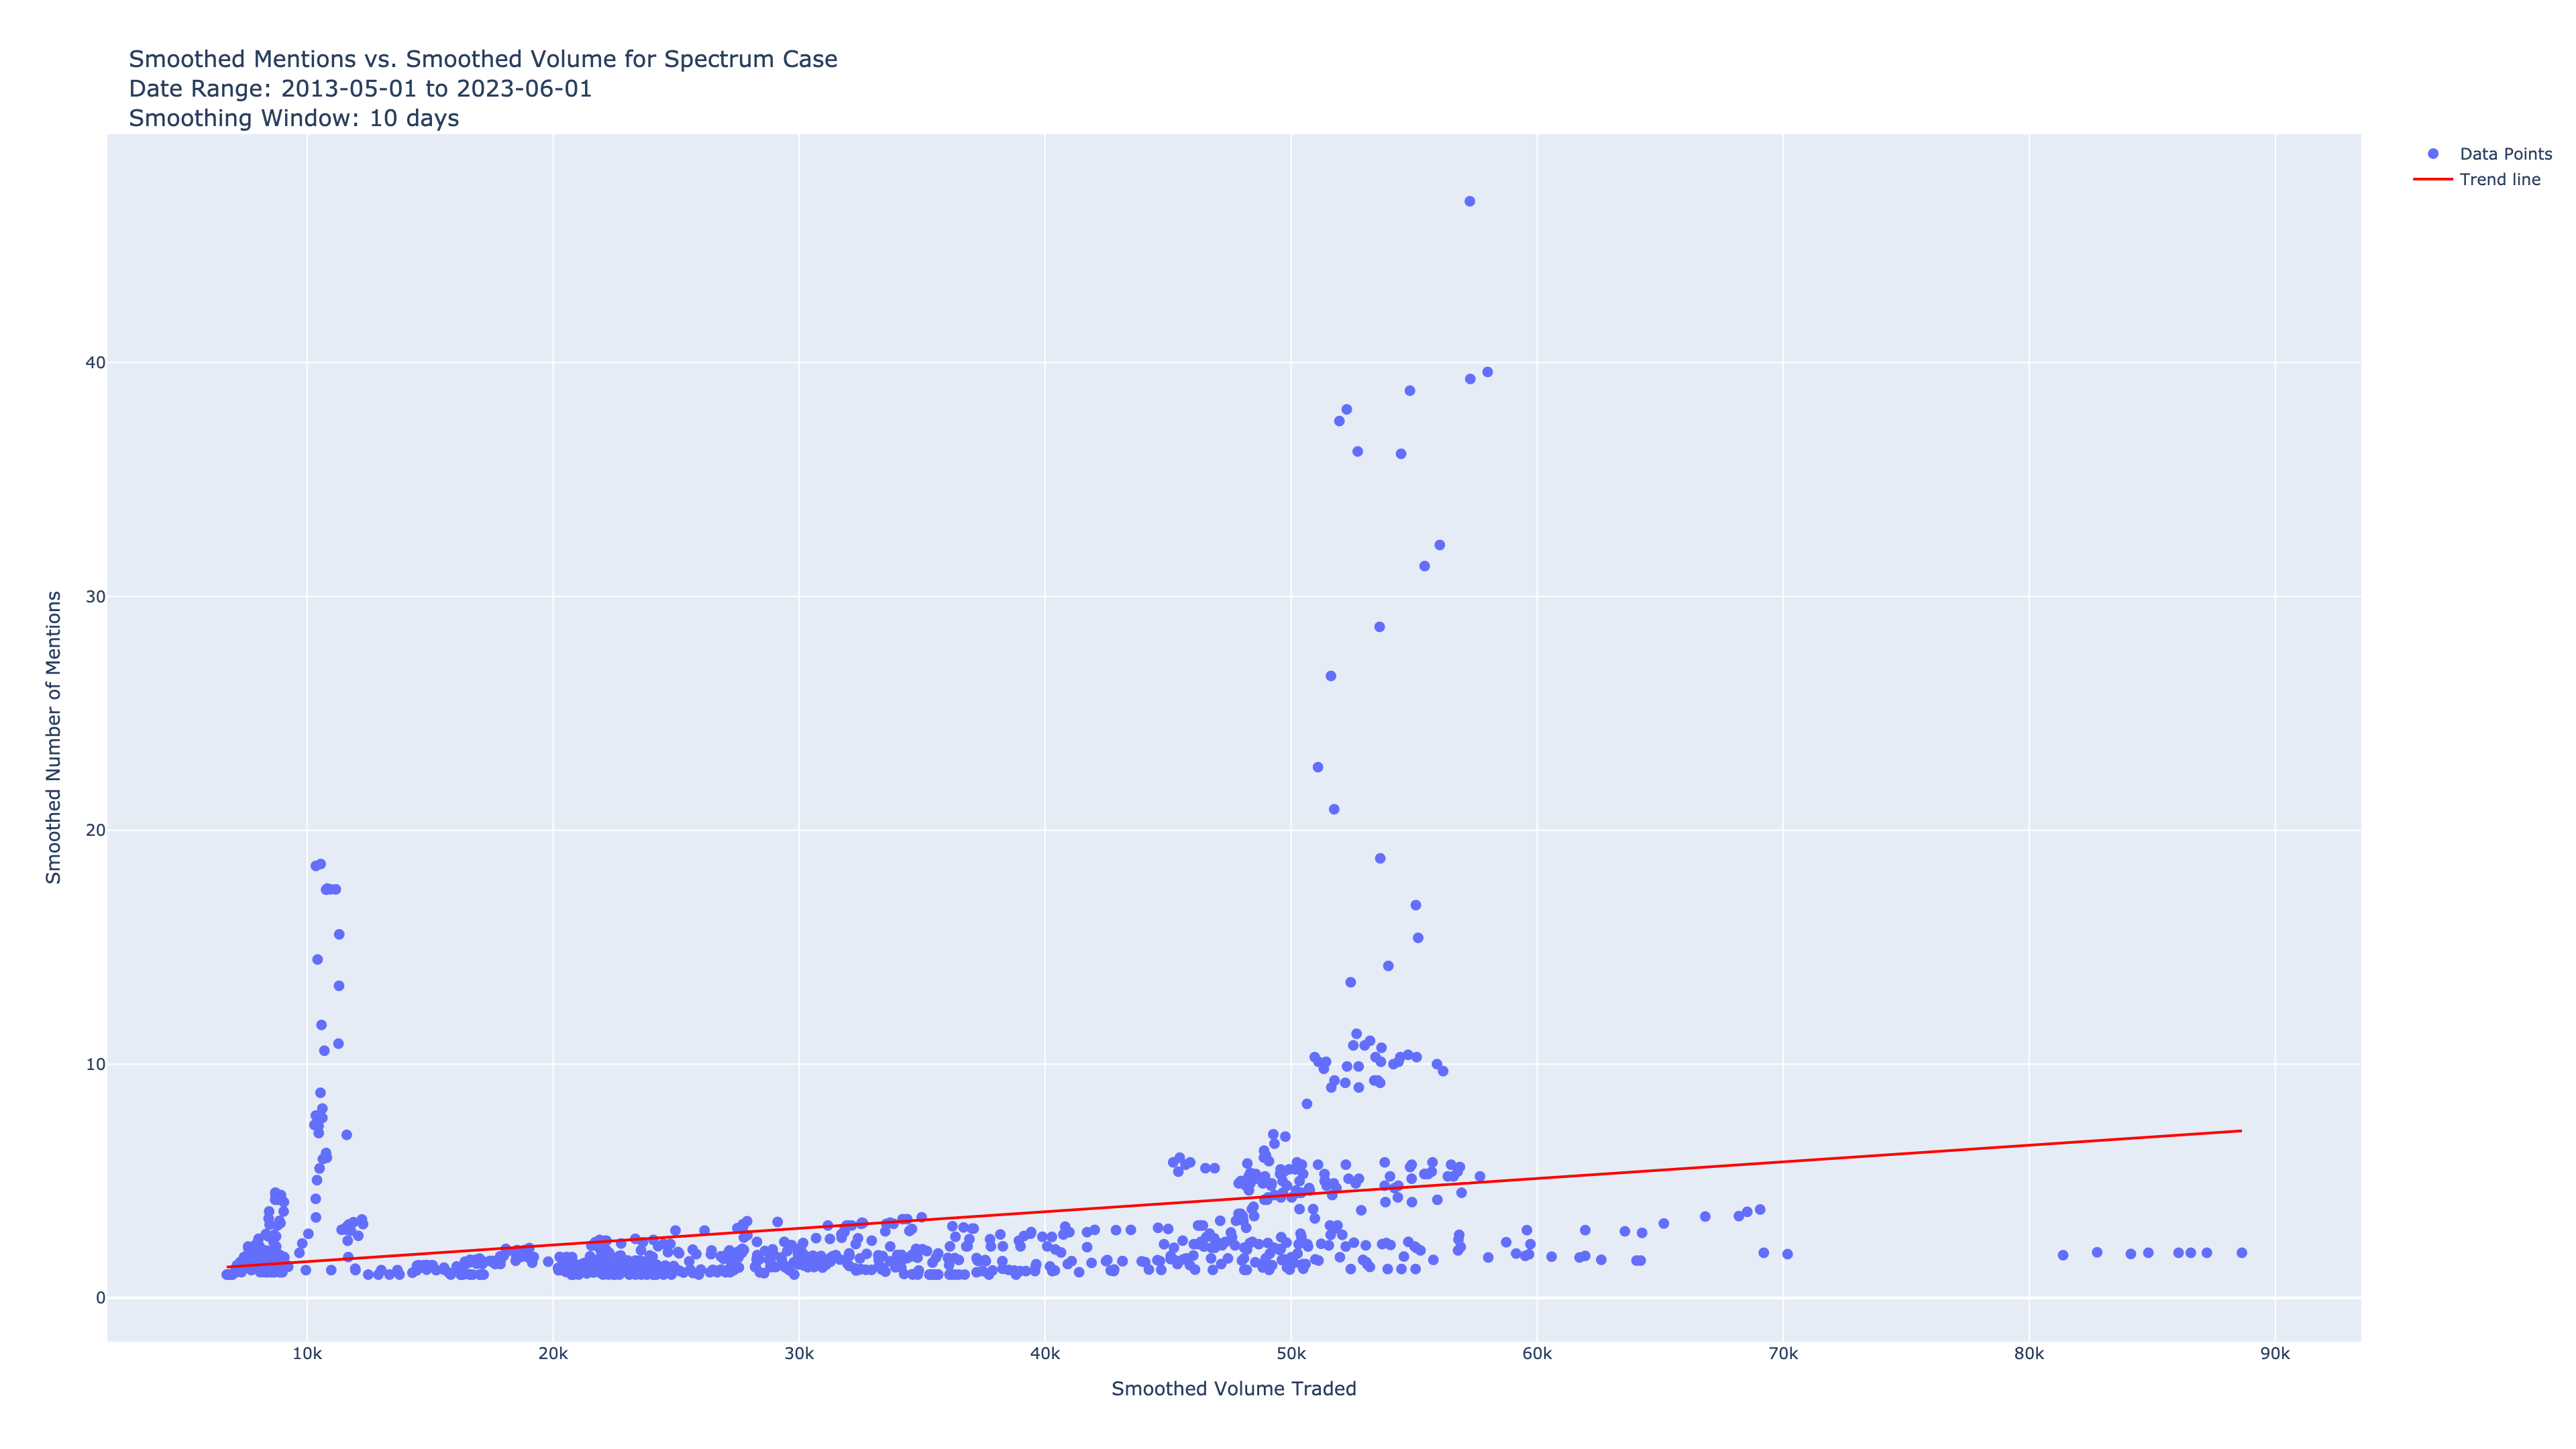 Smoothed Mentions vs. Smoothed Volume for Spectrum Case
Date Range: 2013-05-01 to 2023-06-01
Smoothing Window: 10 days
Data Points
Trend line
40
30
20
10
0
Smoothed Number of Mentions
10k
20k
30k
40k
50k
60k
70k
80k
90k
Smoothed Volume Traded